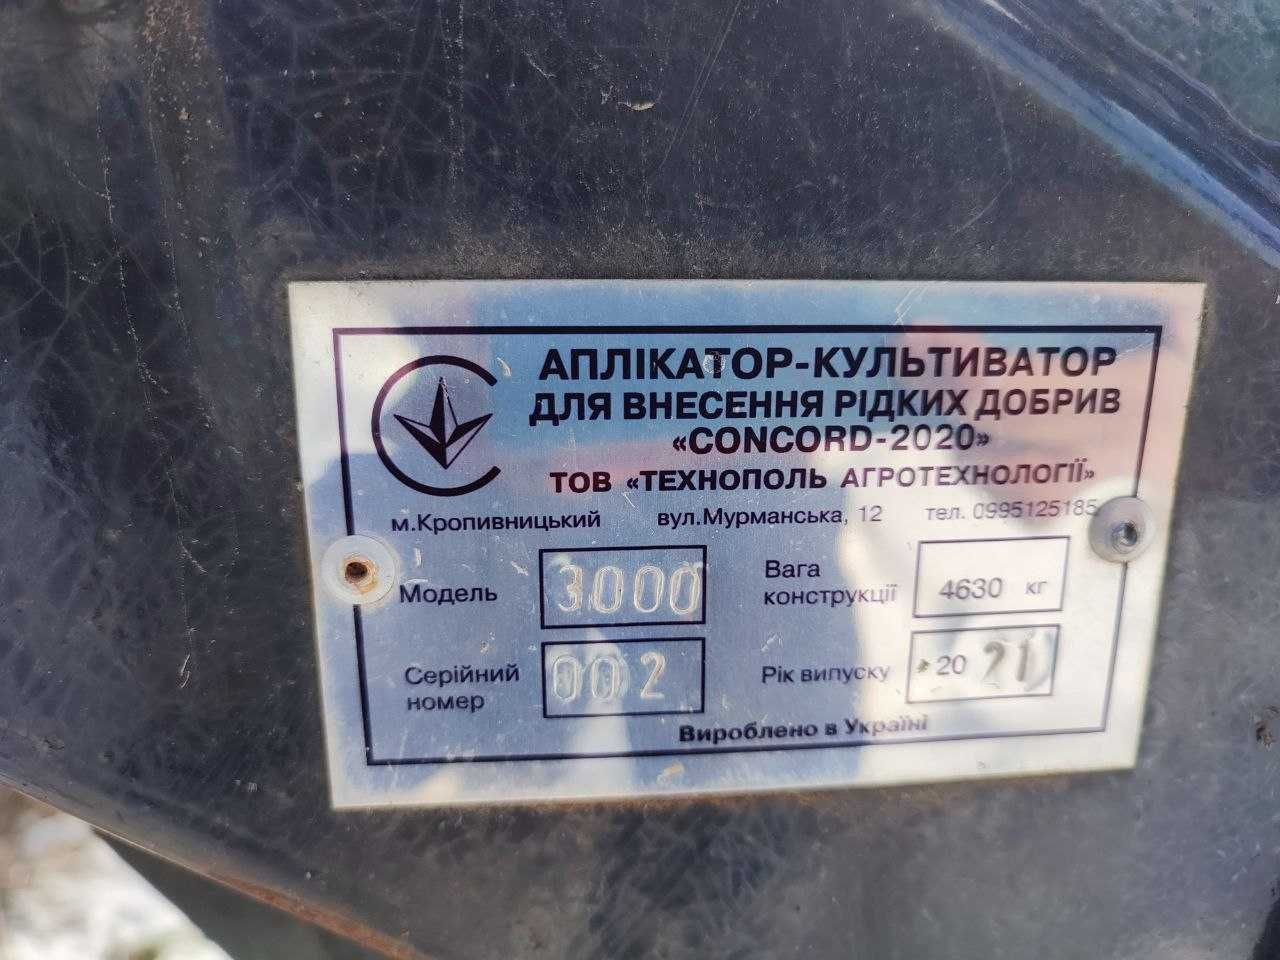 АПЛІКАТОР-КУЛЬТИВАТОР
ДЛЯ ВНЕСЕННЯ РІДКИХ ДОБРИВ
«CONCORD-2020»
ТОВ «ТЕХНОПОЛЬ АГРОТЕХНОЛОГІЇ»
м.Кропивницький вул.Мурманська, 12 тел. 0995125185
Модель 3000
Вага конструкції 4630 кг
Серійний номер 002
Рік випуску 2021
Вироблено в Україні